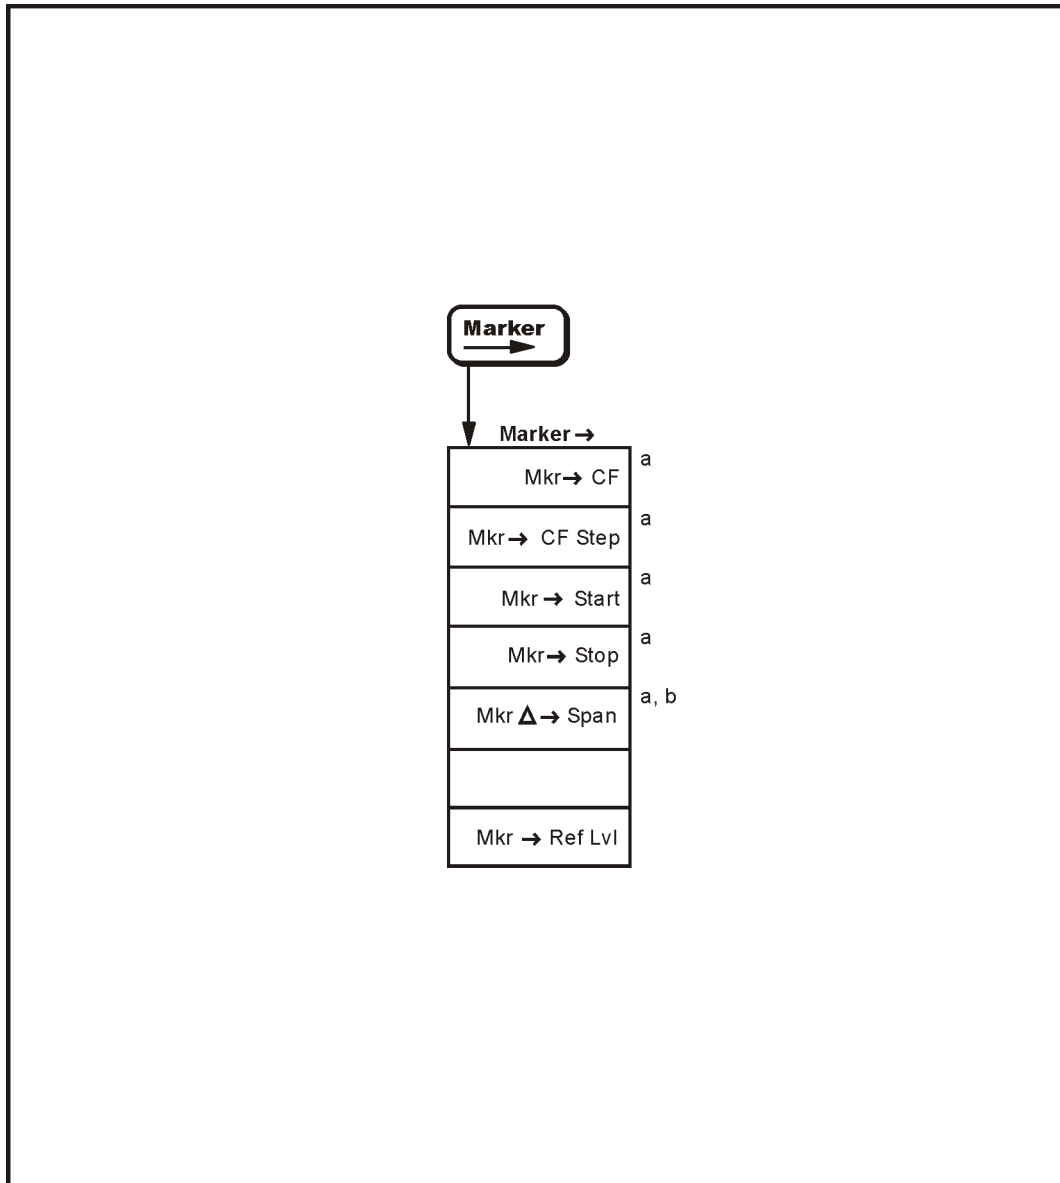 Marker
Marker →
Mkr→ CF a
Mkr→ CF Step a
Mkr → Start a
Mkr→ Stop a
Mkr Δ → Span a, b
Mkr → Ref Lvl